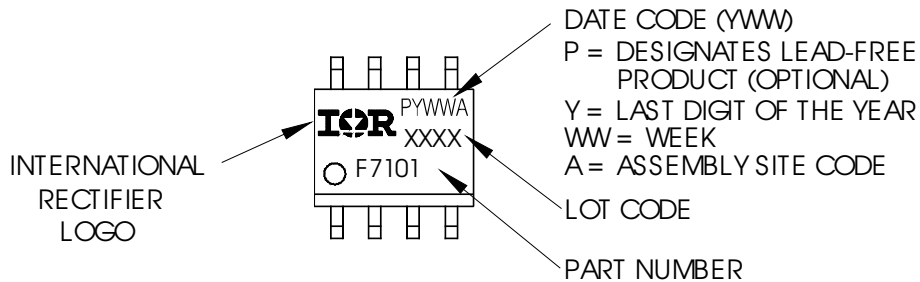 DATE CODE (YWW)
P = DESIGNATES LEAD-FREE
PRODUCT (OPTIONAL)
Y = LAST DIGIT OF THE YEAR
WW = WEEK
A = ASSEMBLY SITE CODE
LOT CODE
PART NUMBER
INTERNATIONAL
RECTIFIER
LOGO
IOR
PYWWA
XXXX
F7101